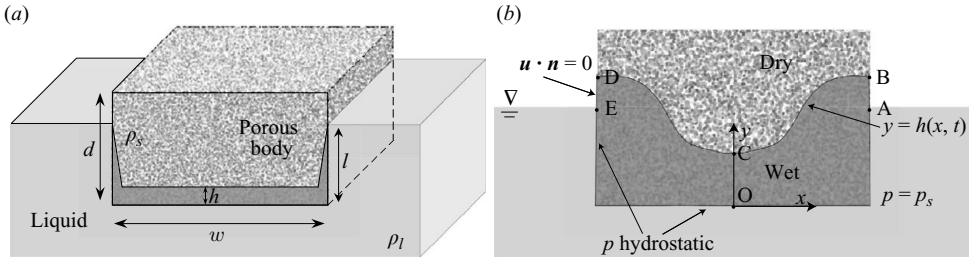 (a)
ρs
Porous
body
d
l
h
w
Liquid
ρl
(b)
u · n = 0
D
Dry
B
∇
E
A
y
y = h(x, t)
C
Wet
O
x
p = ps
p hydrostatic